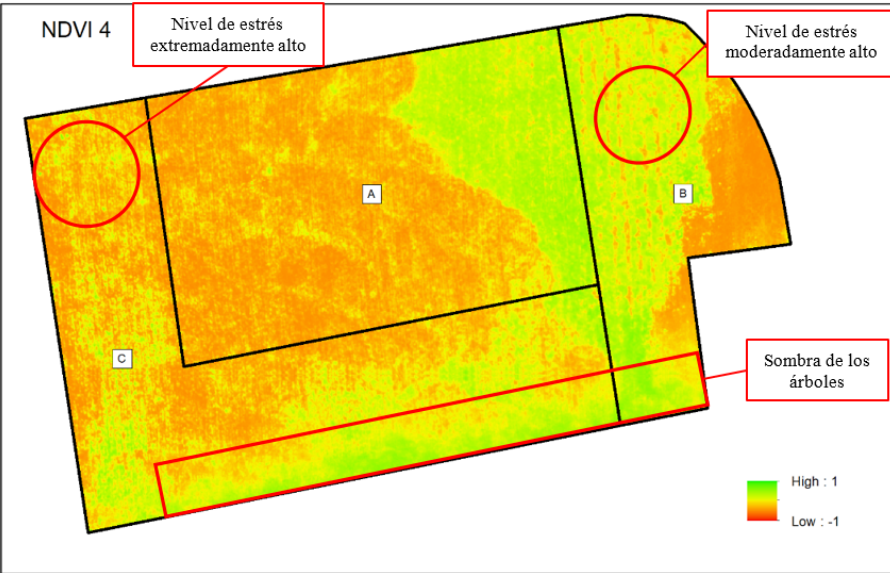 NDVI 4
Nivel de estrés
extremadamente alto
Nivel de estrés
moderadamente alto
A
B
C
Sombra de los
árboles
High : 1
Low : -1